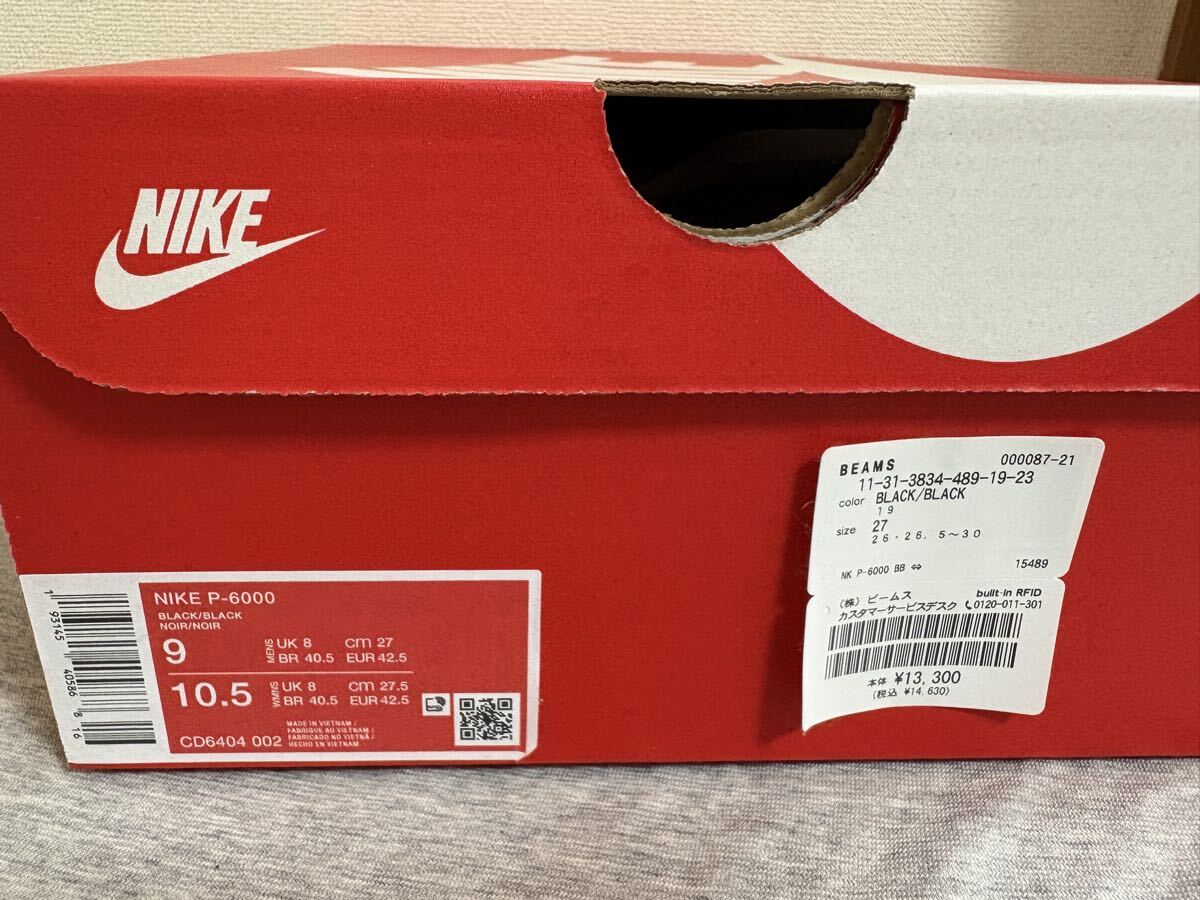 NIKE
BEAMS 000087-21
11-31-3834-489-19-23
color BLACK/BLACK
19
size 27
26・26.5～30
NK P-6000 BB ⇔ 15489
(株) ビームス built-in RFID
カスタマーサービスデスク 0120-011-301
本体 ¥13,300
(税込 ¥14.630)
NIKE P-6000
BLACK/BLACK
NOIR/NOIR
9 MENS UK 8 CM 27
BR 40.5 EUR 42.5
10.5 WMNS UK 8 CM 27.5
BR 40.5 EUR 42.5
MADE IN VIETNAM /
FABRIQUE AU VIETNAM /
FABRICADO NO VIETNÃ /
HECHO EN VIETNAM
CD6404 002
1 93145 40586 8 16